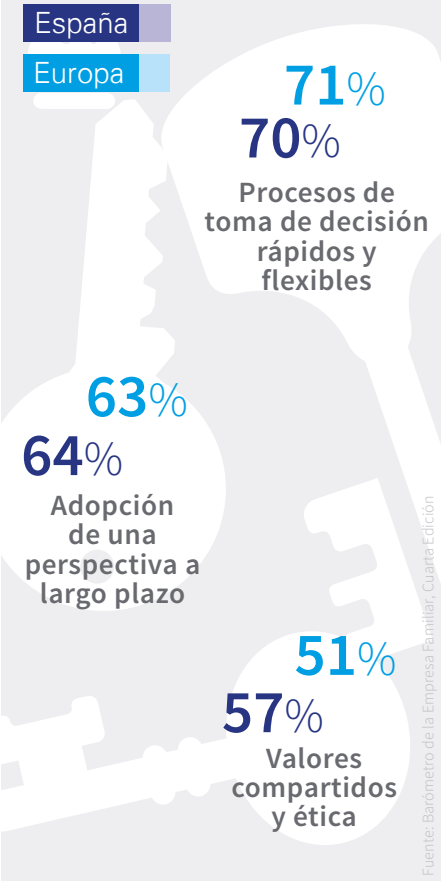 España
Europa
71%
70%
Procesos de
toma de decisión
rápidos y
flexibles
63%
64%
Adopción
de una
perspectiva a
largo plazo
51%
57%
Valores
compartidos
y ética
Fuente: Barómetro de la Empresa Familiar, Cuarta Edición